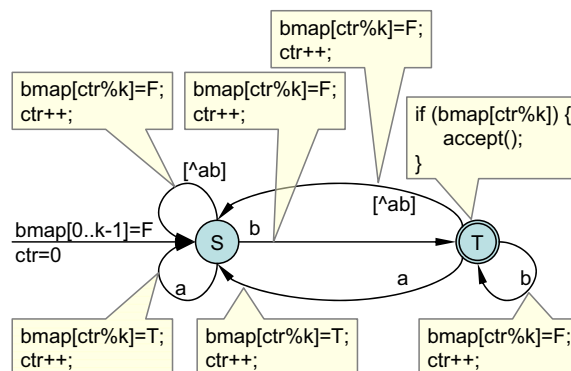 bmap[ctr%k]=F;
ctr++;
bmap[ctr%k]=F;
ctr++;
bmap[ctr%k]=F;
ctr++;
if (bmap[ctr%k]) {
accept();
}
[^ab]
[^ab]
bmap[0..k-1]=F
ctr=0
S
b
T
a
a
b
bmap[ctr%k]=T;
ctr++;
bmap[ctr%k]=T;
ctr++;
bmap[ctr%k]=F;
ctr++;